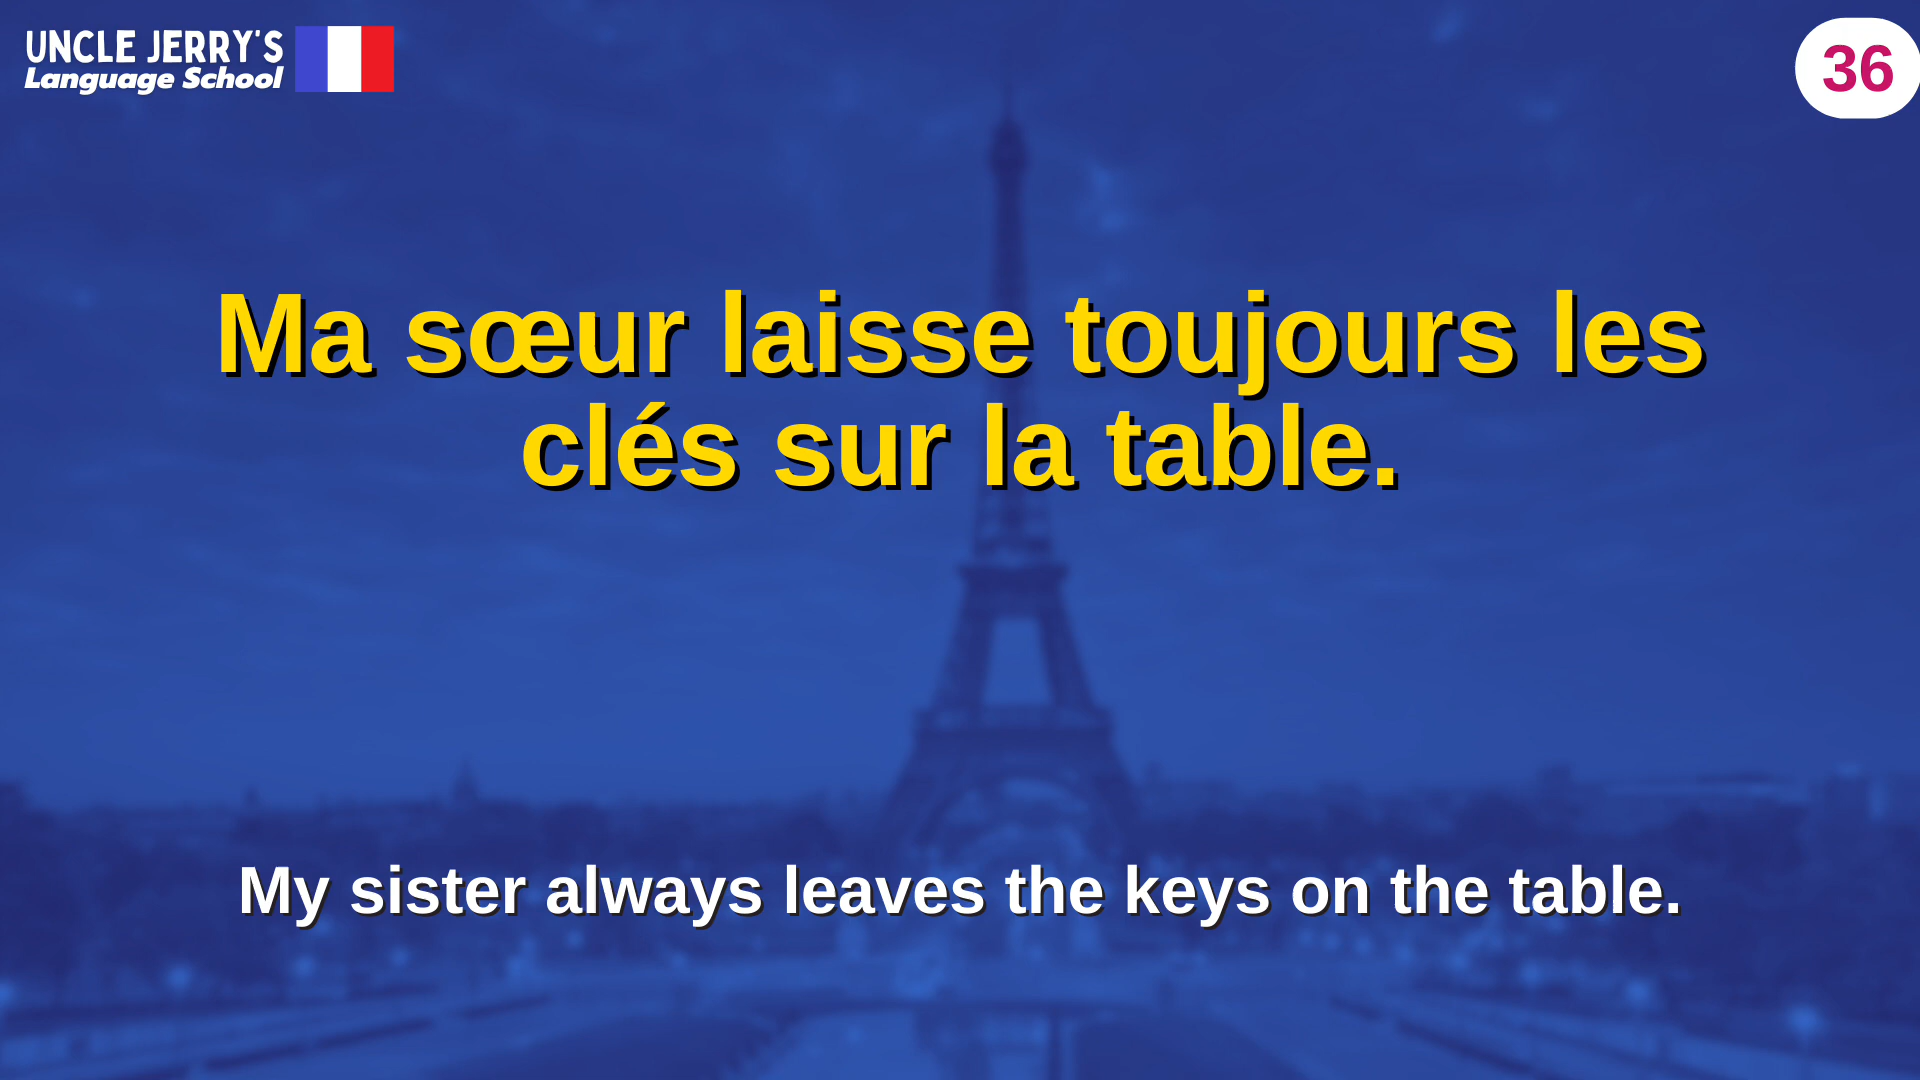 UNCLE JERRY'S
Language School
36
Ma sœur laisse toujours les
clés sur la table.
My sister always leaves the keys on the table.